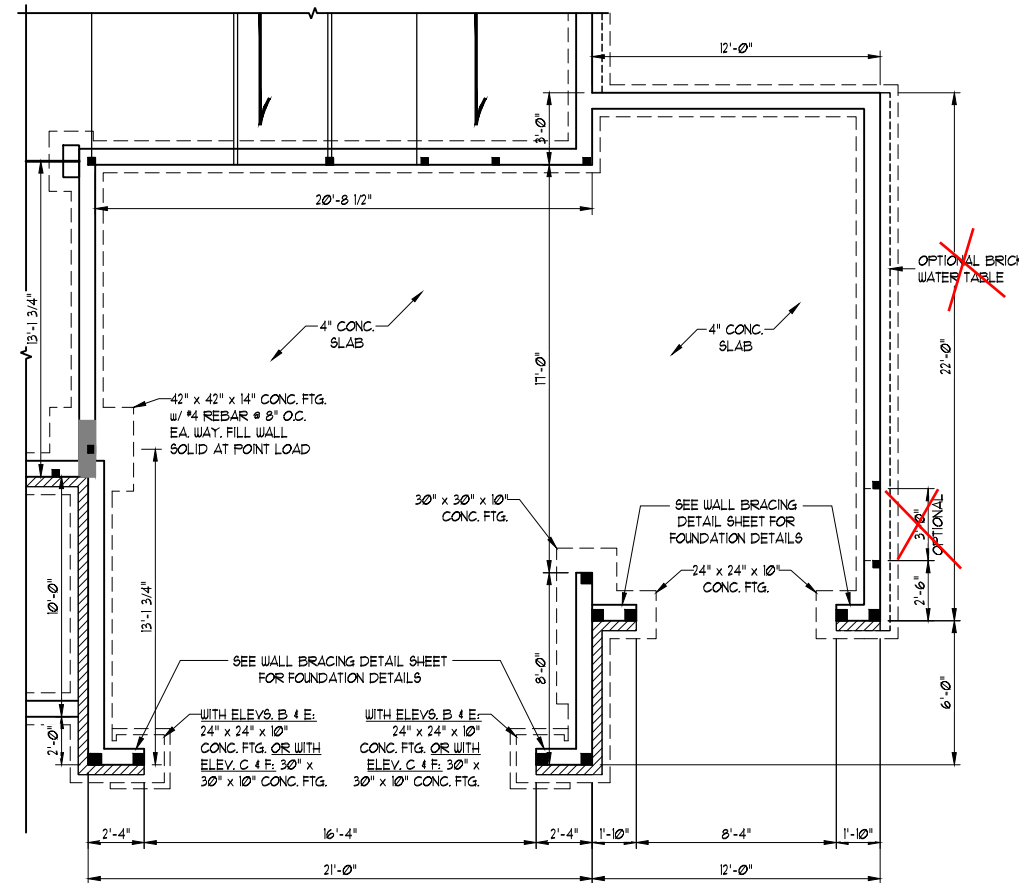 12'-0"
3'-0"
20'-8 1/2"
OPTIONAL BRICK
WATER TABLE
13'-1 3/4"
4" CONC.
SLAB
4" CONC.
SLAB
17'-0"
22'-0"
42" x 42" x 14" CONC. FTG.
w/ #4 REBAR @ 8" O.C.
EA. WAY. FILL WALL
SOLID AT POINT LOAD
30" x 30" x 10"
CONC. FTG.
SEE WALL BRACING
DETAIL SHEET FOR
FOUNDATION DETAILS
3'-0"
OPTIONAL
24" x 24" x 10"
CONC. FTG.
2'-6"
10'-0"
13'-1 3/4"
8'-0"
6'-0"
SEE WALL BRACING DETAIL SHEET
FOR FOUNDATION DETAILS
2'-0"
WITH ELEVS. B & E:
24" x 24" x 10"
CONC. FTG. OR WITH
ELEV. C & F: 30" x
30" x 10" CONC. FTG.
WITH ELEVS. B & E:
24" x 24" x 10"
CONC. FTG. OR WITH
ELEV. C & F: 30" x
30" x 10" CONC. FTG.
2'-4"
16'-4"
2'-4"
1'-10"
8'-4"
1'-10"
21'-0"
12'-0"